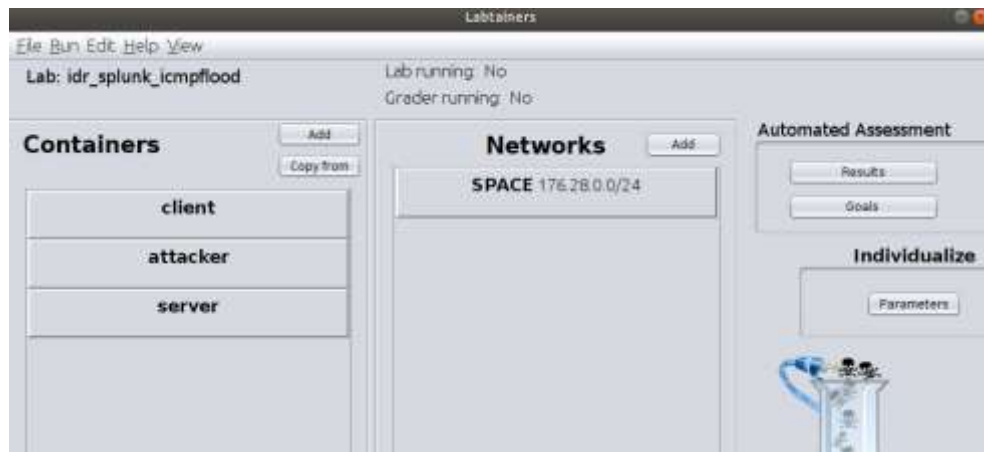 Labtainers
File Run Edit Help View
Lab: idr_splunk_icmpflood
Lab running: No
Grader running: No
Containers
Add
Copy from
client
attacker
server
Networks
Add
SPACE 176.28.0.0/24
Automated Assessment
Results
Goals
Individualize
Parameters